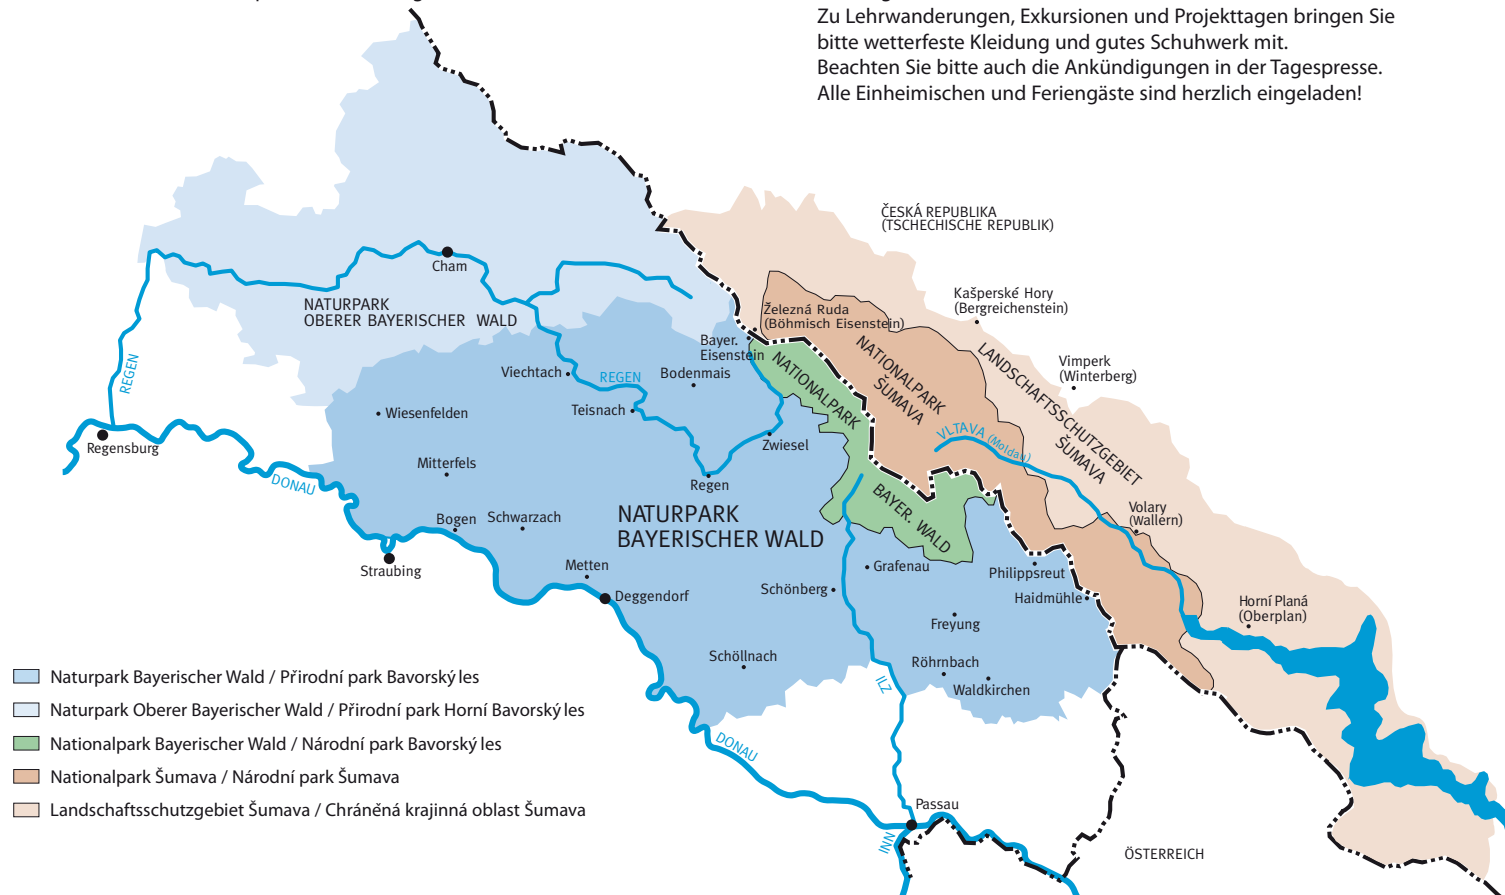 Zu Lehrwanderungen, Exkursionen und Projekttagen bringen Sie
bitte wetterfeste Kleidung und gutes Schuhwerk mit.
Beachten Sie bitte auch die Ankündigungen in der Tagespresse.
Alle Einheimischen und Feriengäste sind herzlich eingeladen!
ČESKÁ REPUBLIKA
(TSCHECHISCHE REPUBLIK)
Cham
NATURPARK
OBERER BAYERISCHER WALD
Kašperské Hory
(Bergreichenstein)
Železná Ruda
(Böhmisch Eisenstein)
Bayer.
Eisenstein
NATIONALPARK
ŠUMAVA
LANDSCHAFTSSCHUTZGEBIET
ŠUMAVA
Vimperk
(Winterberg)
REGEN
Viechtach
REGEN
Bodenmais
NATIONALPARK
BAYER. WALD
Teisnach
Wiesenfelden
VLTAVA (Moldau)
Regensburg
Zwiesel
Mitterfels
DONAU
Regen
Bogen
Schwarzach
NATURPARK
BAYERISCHER WALD
Volary
(Wallern)
Straubing
Metten
Deggendorf
Grafenau
Schönberg
Philippsreut
Haidmühle
Freyung
Horní Planá
(Oberplan)
Schöllnach
Röhrnbach
Waldkirchen
ILZ
DONAU
Passau
INN
ÖSTERREICH
Naturpark Bayerischer Wald / Přirodní park Bavorský les
Naturpark Oberer Bayerischer Wald / Přirodní park Horní Bavorský les
Nationalpark Bayerischer Wald / Národní park Bavorský les
Nationalpark Šumava / Národní park Šumava
Landschaftsschutzgebiet Šumava / Chráněná krajinná oblast Šumava